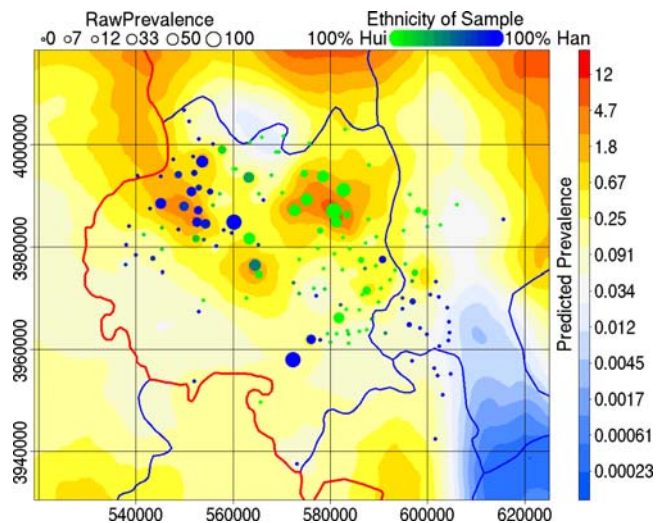 RawPrevalence
0 7 12 33 50 100
Ethnicity of Sample
100% Hui 100% Han
4000000
3980000
3960000
3940000
540000 560000 580000 600000
12
4.7
1.8
0.67
0.25
0.091
0.034
0.012
0.0045
0.0017
0.00061
0.00023
Predicted Prevalence